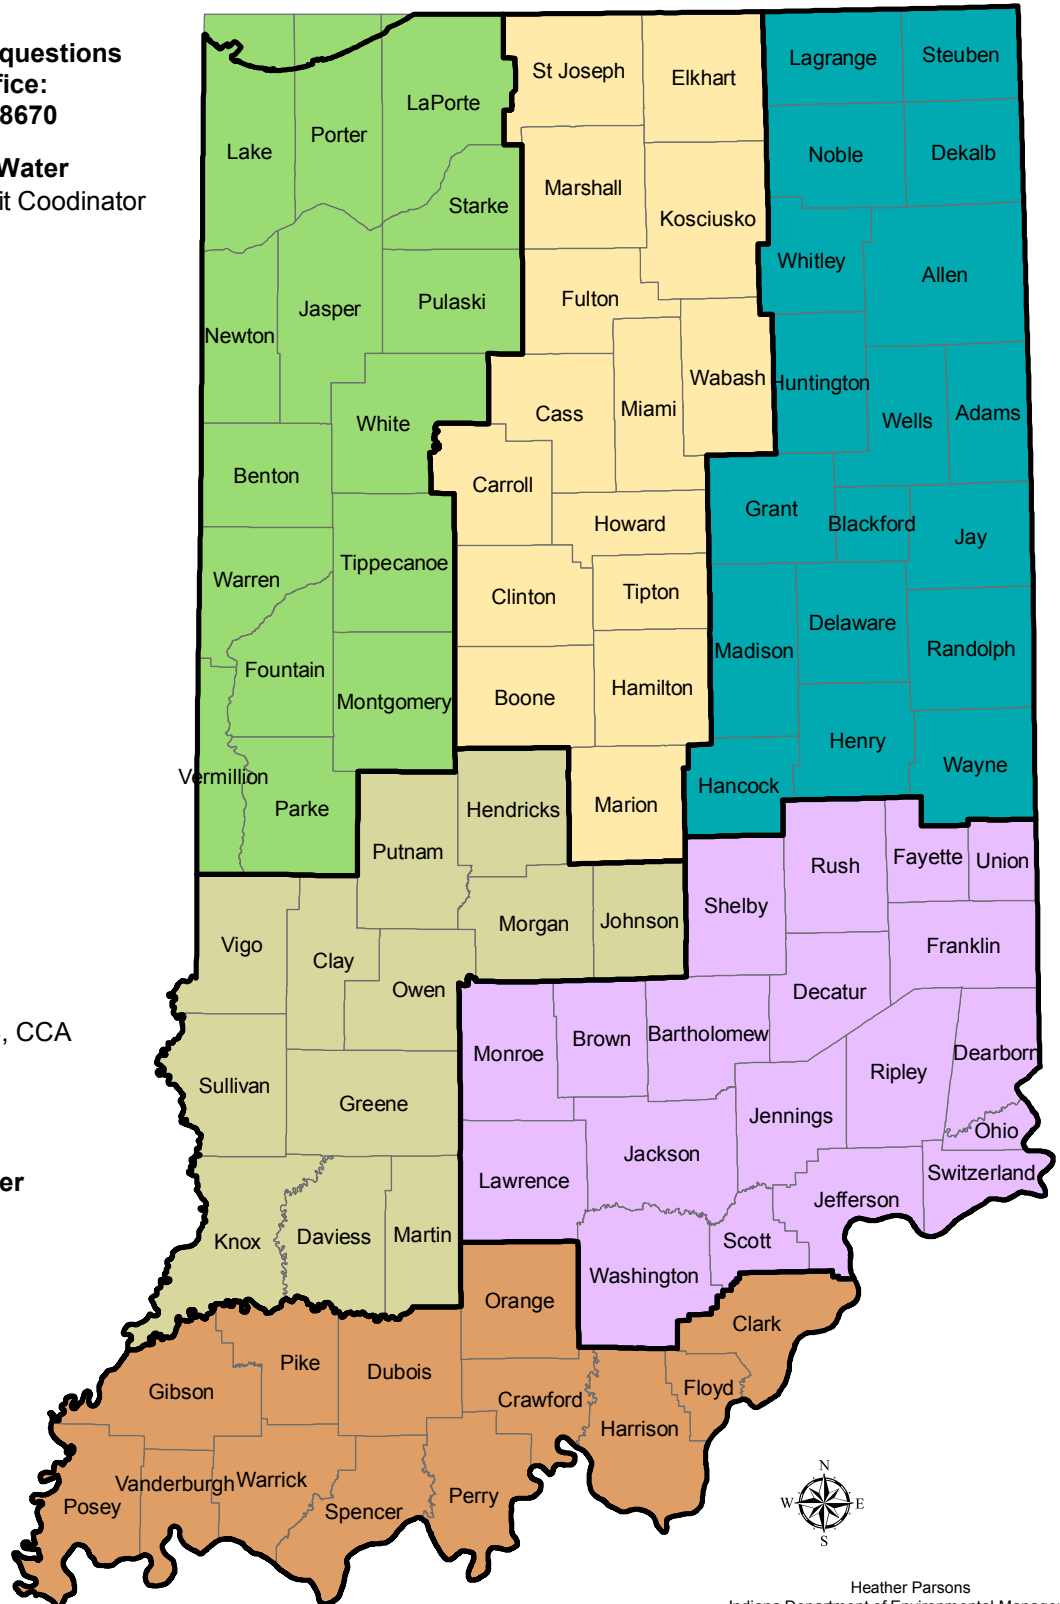 questions
fice:
8670
Water
it Coodinator
St Joseph
Elkhart
Lagrange
Steuben
LaPorte
Lake
Porter
Noble
Dekalb
Marshall
Starke
Kosciusko
Whitley
Allen
Fulton
Pulaski
Jasper
Newton
Wabash
Huntington
Miami
Cass
White
Wells
Adams
Benton
Carroll
Grant
Howard
Blackford
Jay
Tippecanoe
Warren
Clinton
Tipton
Delaware
Madison
Randolph
Fountain
Hamilton
Boone
Montgomery
Henry
Wayne
Vermillion
Hancock
Parke
Hendricks
Marion
Putnam
Rush
Fayette
Union
Shelby
Morgan
Johnson
Vigo
Clay
Franklin
Owen
Decatur
, CCA
Monroe
Brown
Bartholomew
Dearborn
Ripley
Sullivan
Greene
Jennings
Ohio
Jackson
er
Lawrence
Switzerland
Jefferson
Knox
Daviess
Martin
Scott
Washington
Orange
Clark
Pike
Dubois
Gibson
Floyd
Crawford
Harrison
Vanderburgh
Warrick
Posey
Spencer
Perry
N
W
E
S
Heather Parsons
Indiana Department of Environmental Manage